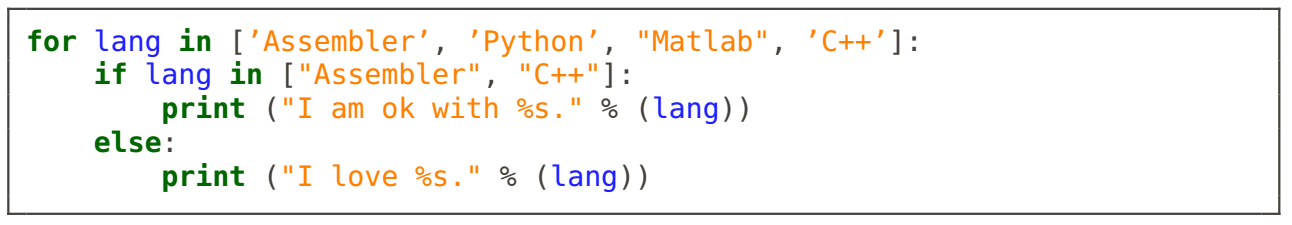 for lang in [’Assembler’, ’Python’, "Matlab", ’C++’]:
    if lang in ["Assembler", "C++"]:
        print ("I am ok with %s." % (lang))
    else:
        print ("I love %s." % (lang))